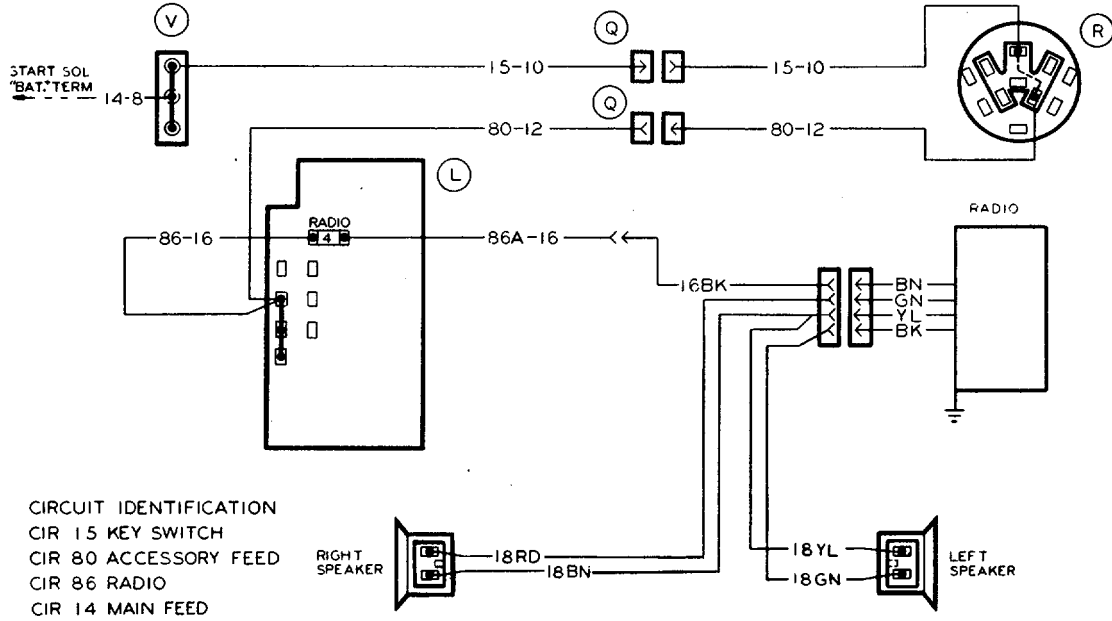 V
Q
R
START SOL
"BAT." TERM
14-8
15-10
15-10
Q
80-12
80-12
L
RADIO
RADIO
4
86-16
86A-16
16BK
BN
GN
YL
BK
CIRCUIT IDENTIFICATION
CIR 15 KEY SWITCH
CIR 80 ACCESSORY FEED
CIR 86 RADIO
CIR 14 MAIN FEED
RIGHT
SPEAKER
18RD
18BN
18YL
18GN
LEFT
SPEAKER